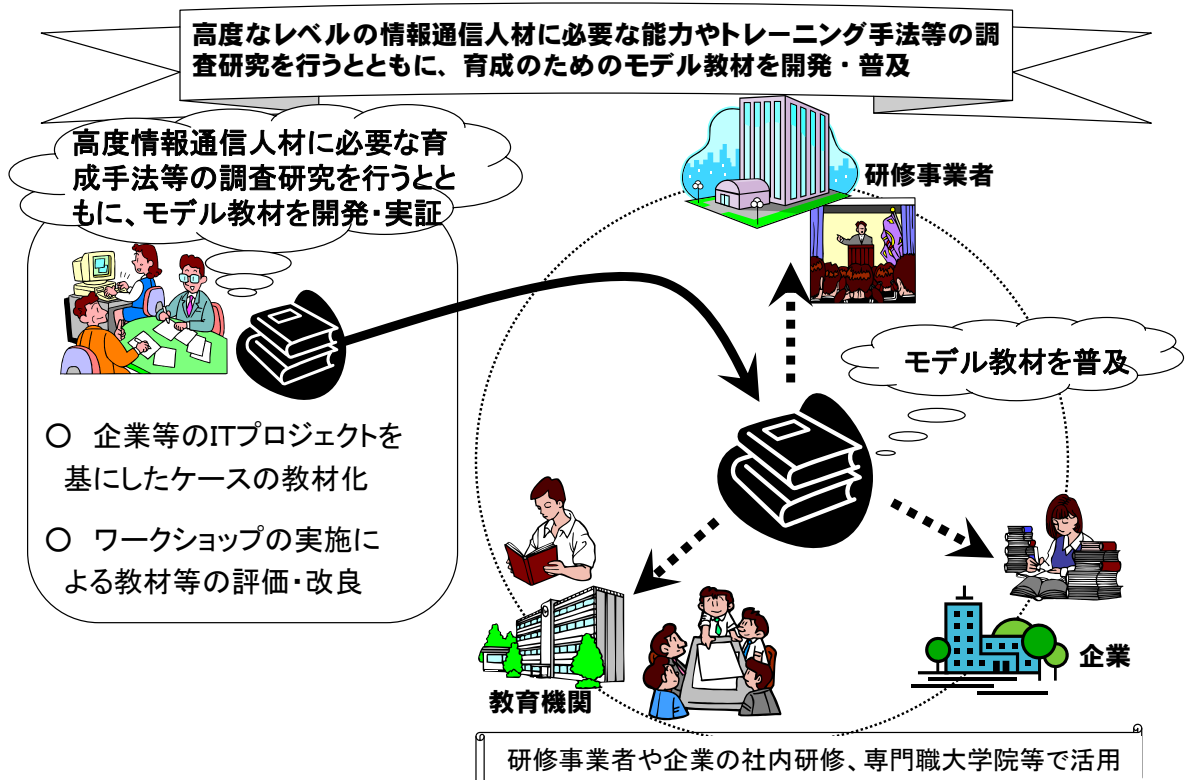 高度なレベルの情報通信人材に必要な能力やトレーニング手法等の調
査研究を行うとともに、育成のためのモデル教材を開発・普及
高度情報通信人材に必要な育
成手法等の調査研究を行うとと
もに、モデル教材を開発・実証
〇 企業等のITプロジェクトを
基にしたケースの教材化
〇 ワークショップの実施に
よる教材等の評価・改良
研修事業者
モデル教材を普及
教育機関
企業
研修事業者や企業の社内研修、専門職大学院等で活用